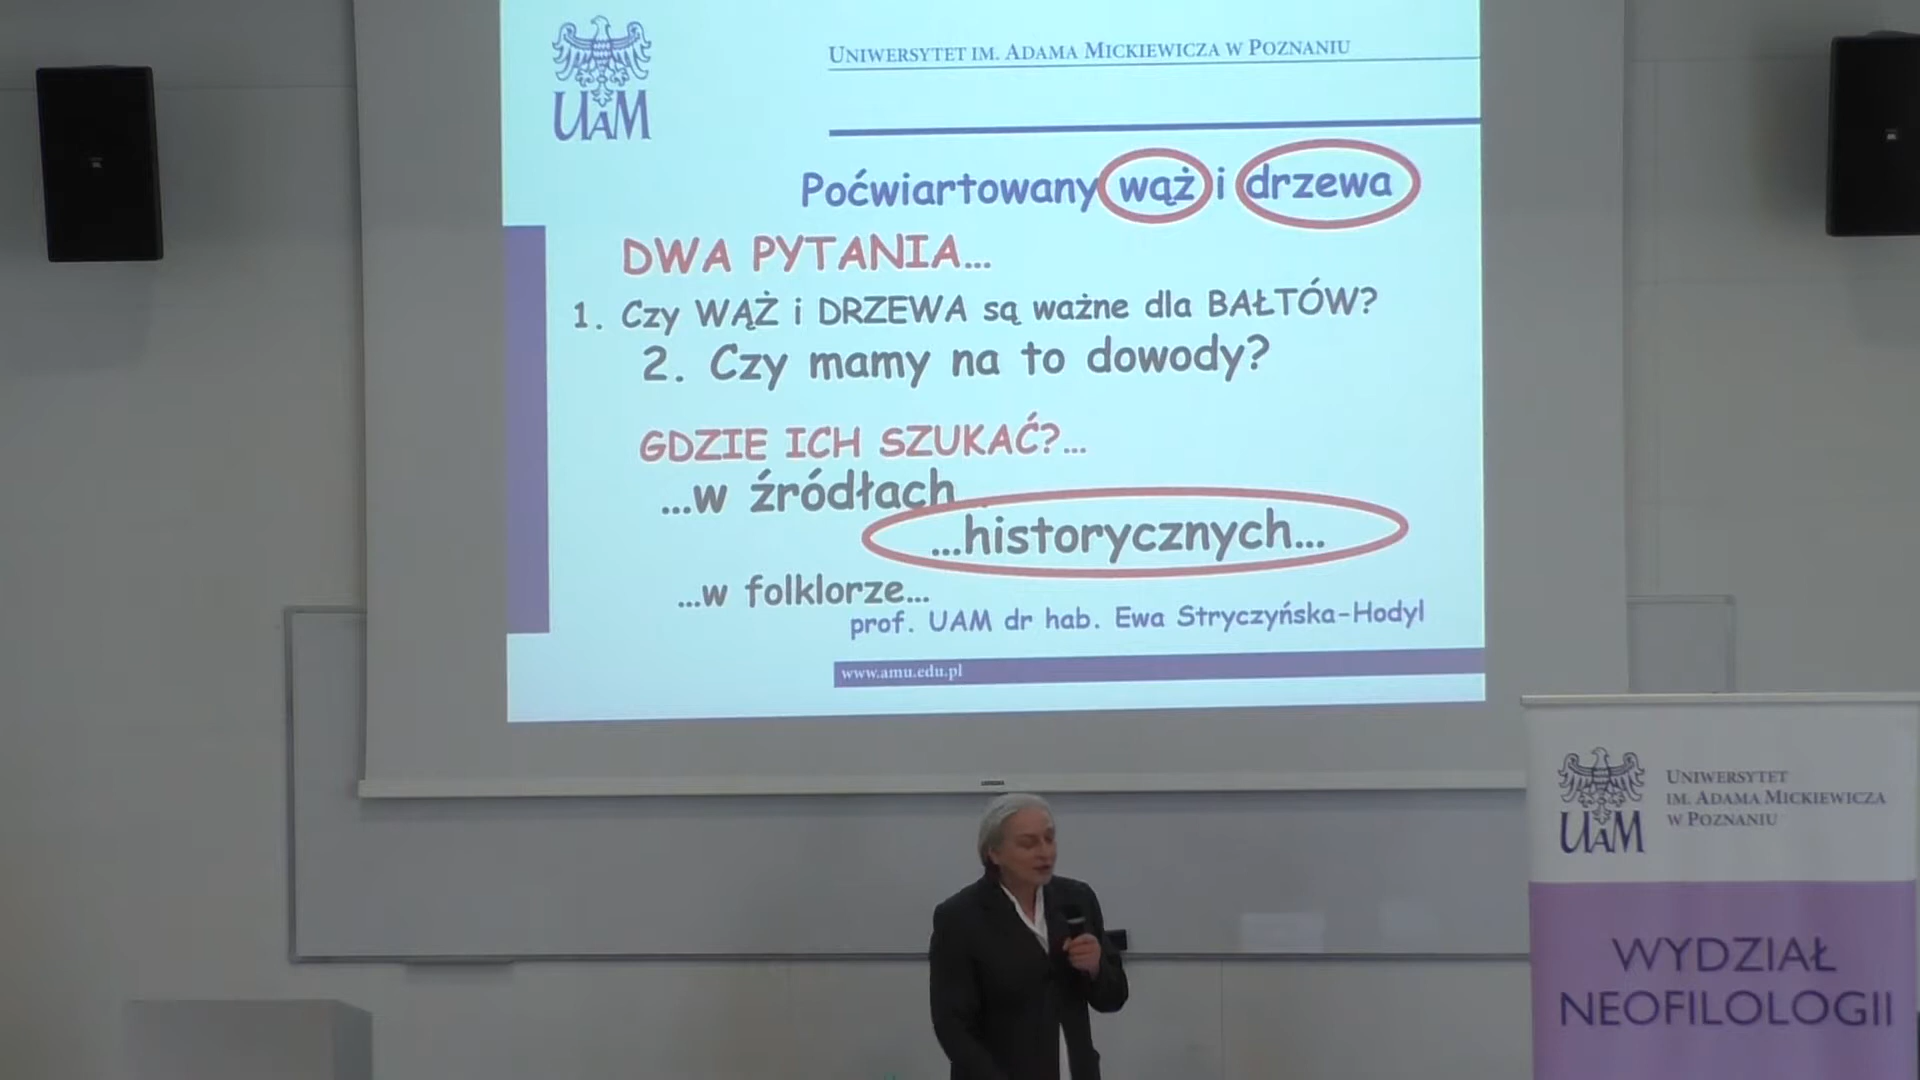 UAM
UNIWERSYTET IM. ADAMA MICKIEWICZA W POZNANIU
Poćwiartowany wąż i drzewa
DWA PYTANIA...
1. Czy WĄŻ i DRZEWA są ważne dla BAŁTÓW?
2. Czy mamy na to dowody?
GDZIE ICH SZUKAĆ?...
...w źródłach
...historycznych...
...w folklorze...
prof. UAM dr hab. Ewa Stryczyńska-Hodyl
www.amu.edu.pl
UAM
UNIWERSYTET
IM. ADAMA MICKIEWICZA
W POZNANIU
WYDZIAŁ
NEOFILOLOGII